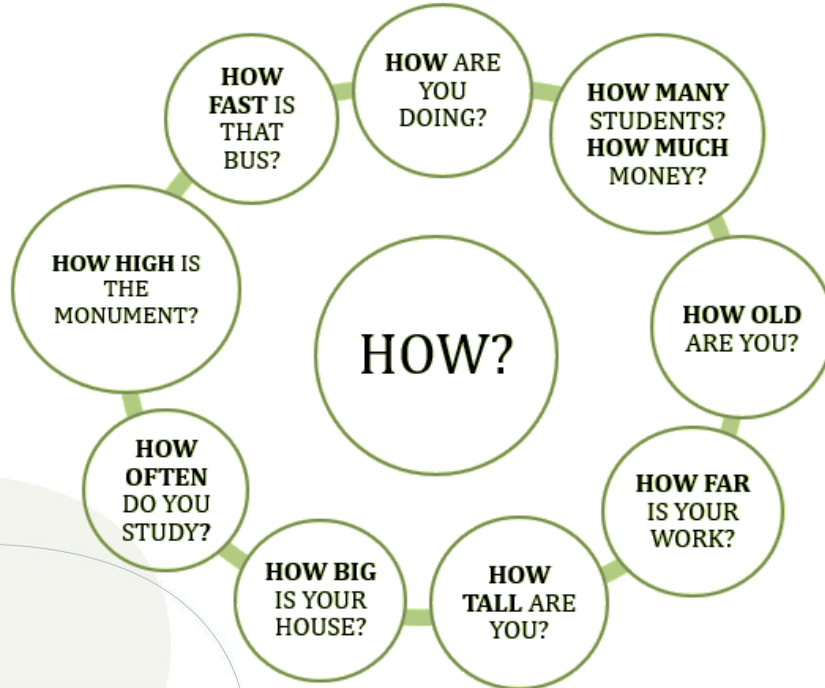 HOW ARE
YOU
DOING?
HOW MANY
STUDENTS?
HOW MUCH
MONEY?
HOW OLD
ARE YOU?
HOW FAR
IS YOUR
WORK?
HOW
TALL ARE
YOU?
HOW BIG
IS YOUR
HOUSE?
HOW
OFTEN
DO YOU
STUDY?
HOW HIGH IS
THE
MONUMENT?
HOW
FAST IS
THAT
BUS?
HOW?